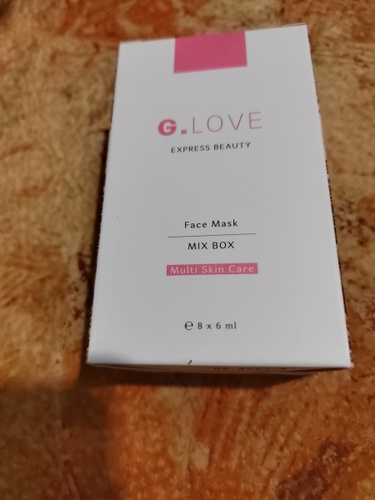 G.LOVE
EXPRESS BEAUTY
Face Mask
MIX BOX
Multi Skin Care
℮ 8 x 6 ml